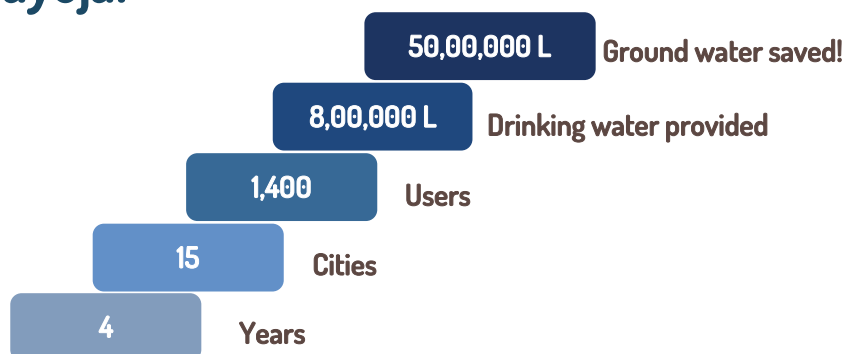 50,00,000 L Ground water saved!
8,00,000 L Drinking water provided
1,400 Users
15 Cities
4 Years